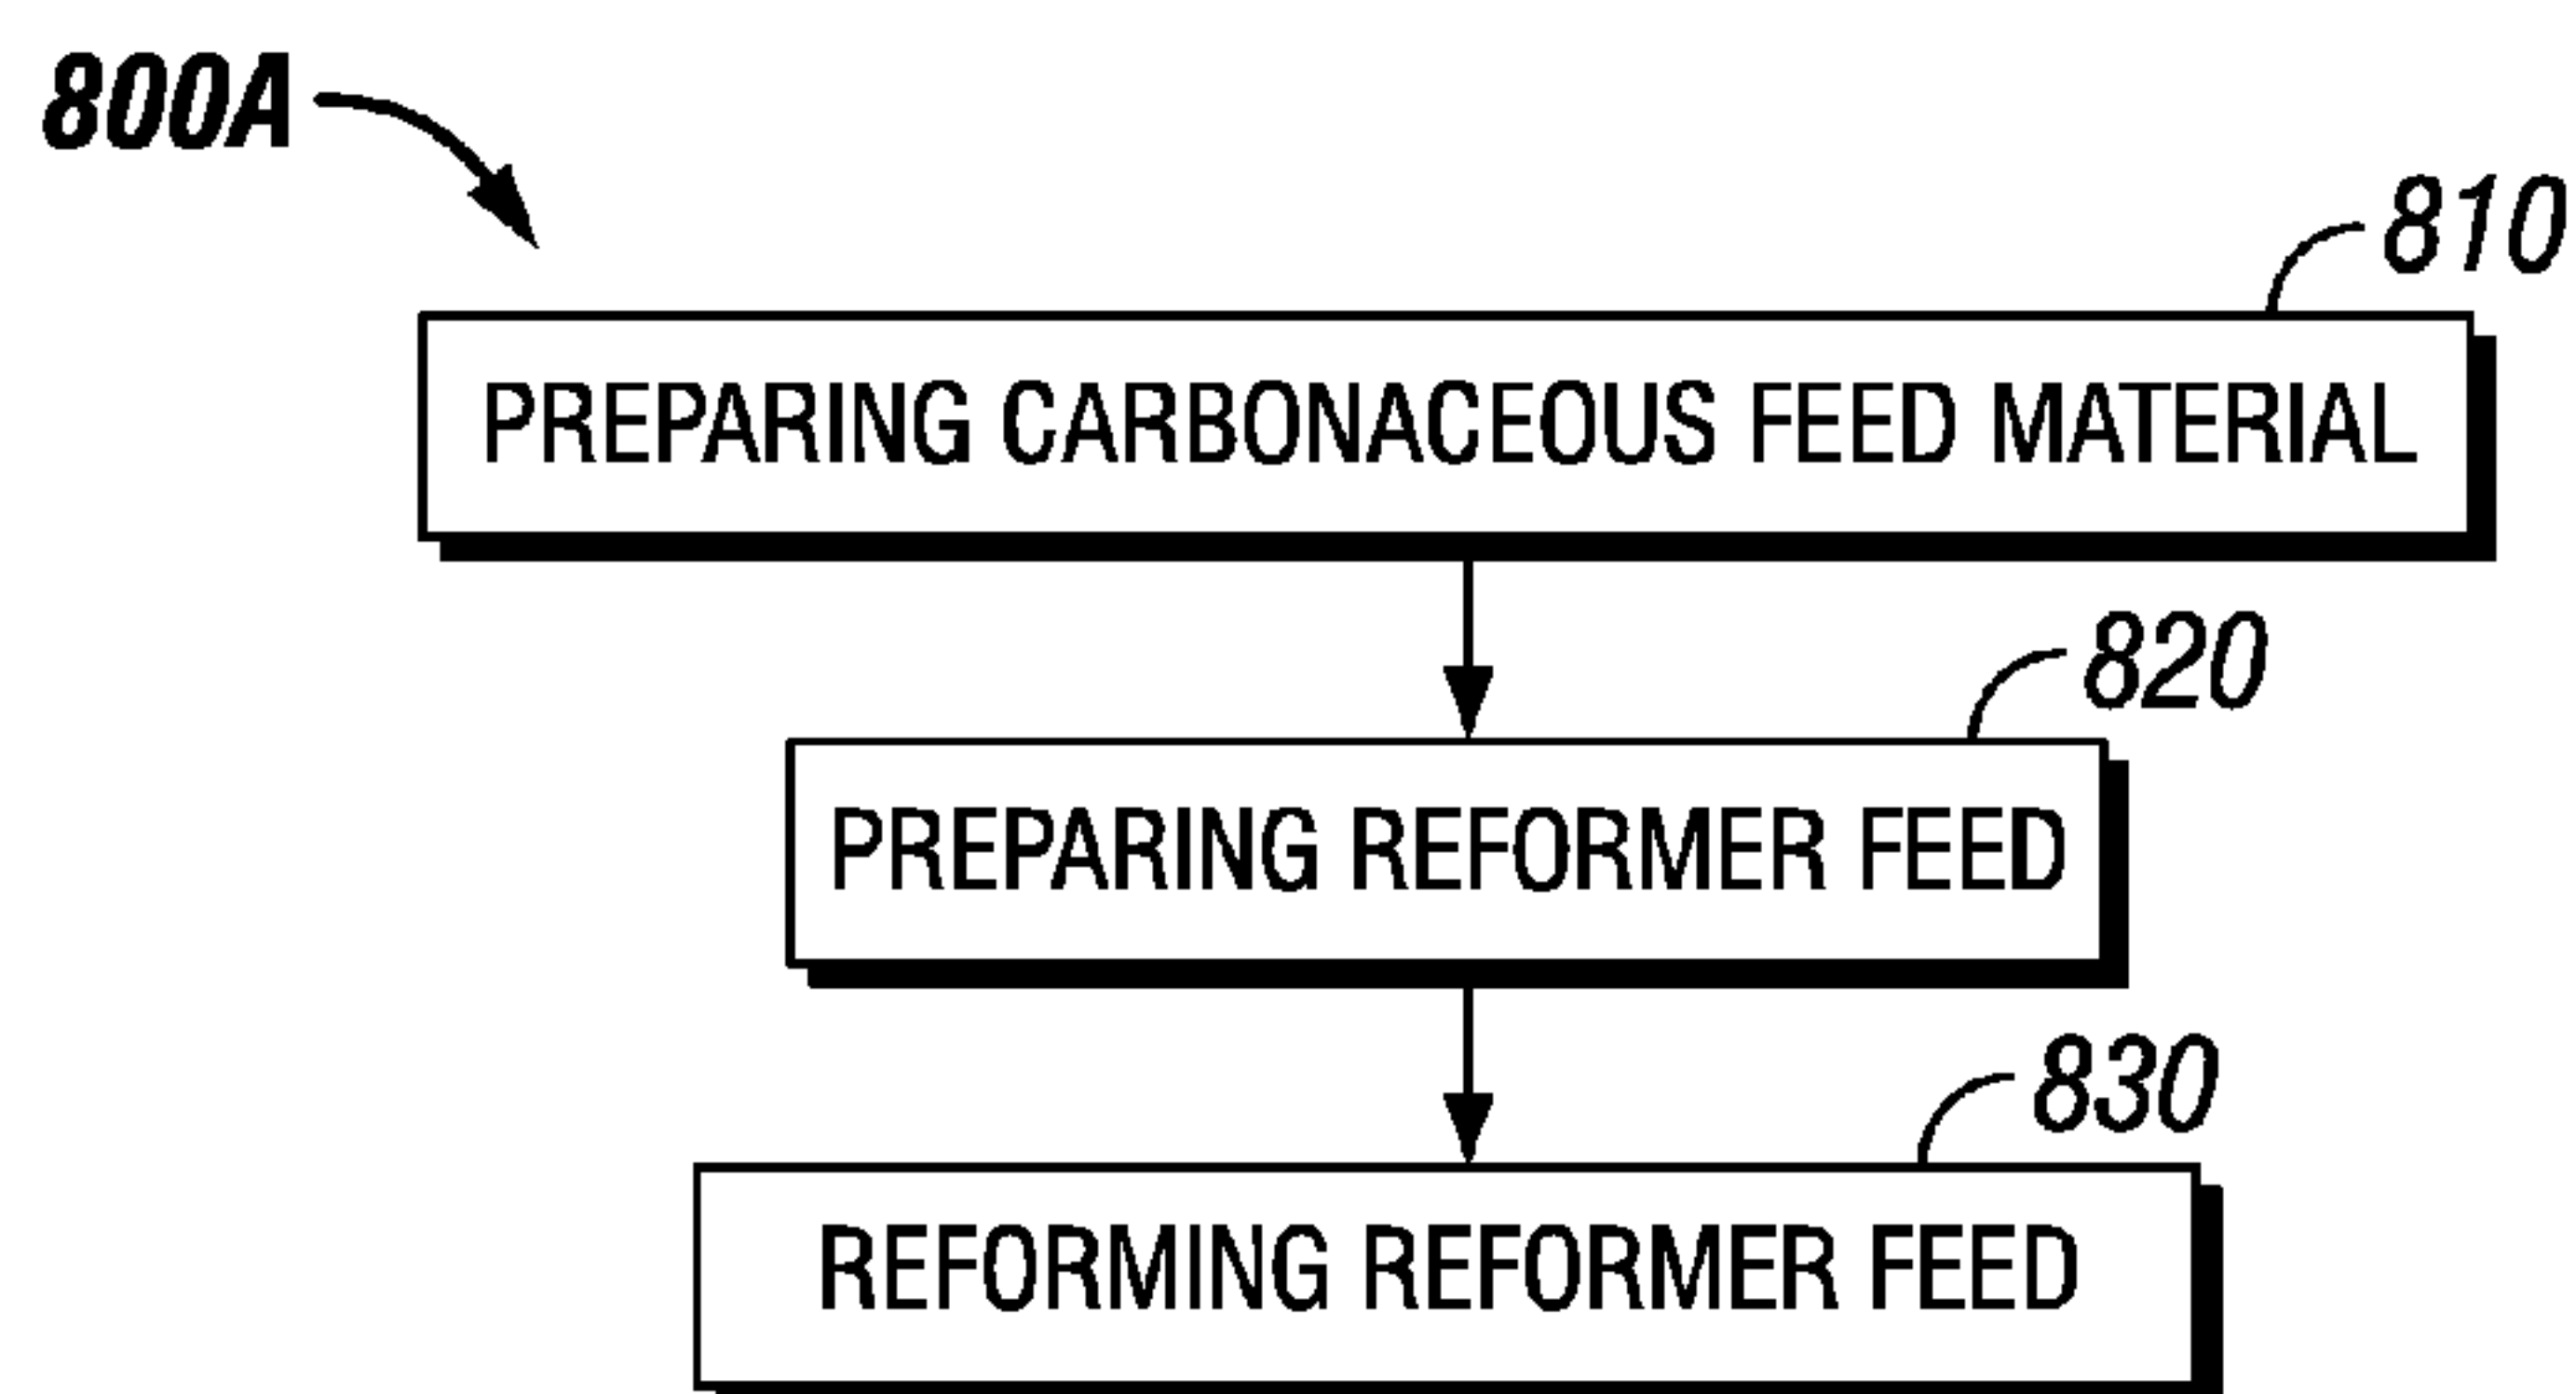 800A
810
PREPARING CARBONACEOUS FEED MATERIAL
820
PREPARING REFORMER FEED
830
REFORMING REFORMER FEED